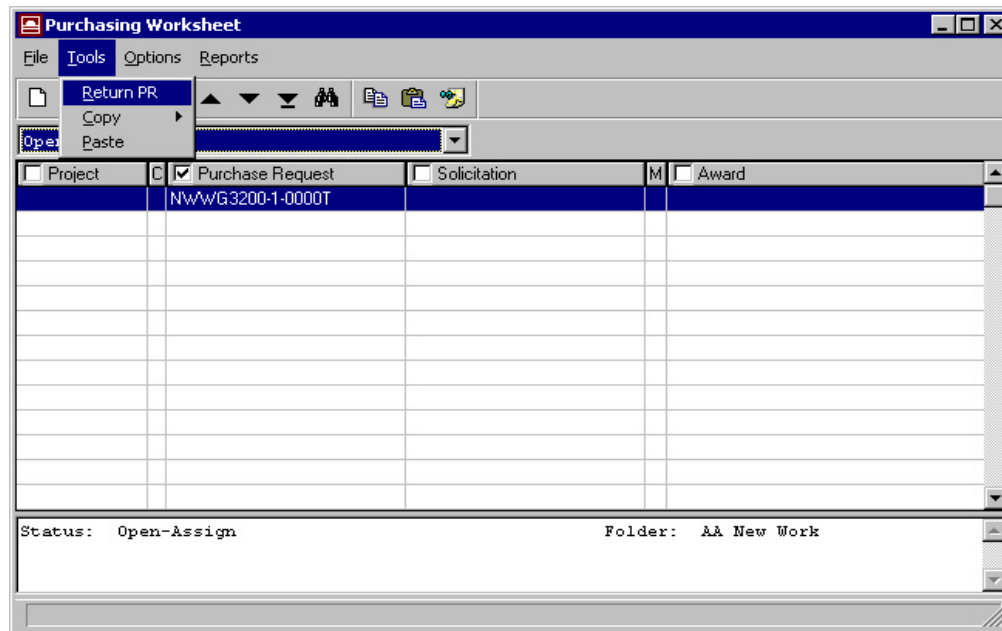 Purchasing Worksheet
File Tools Options Reports
Return PR
Copy
Paste
Project C Purchase Request Solicitation M Award
NWWG3200-1-0000T
Status: Open-Assign Folder: AA New Work